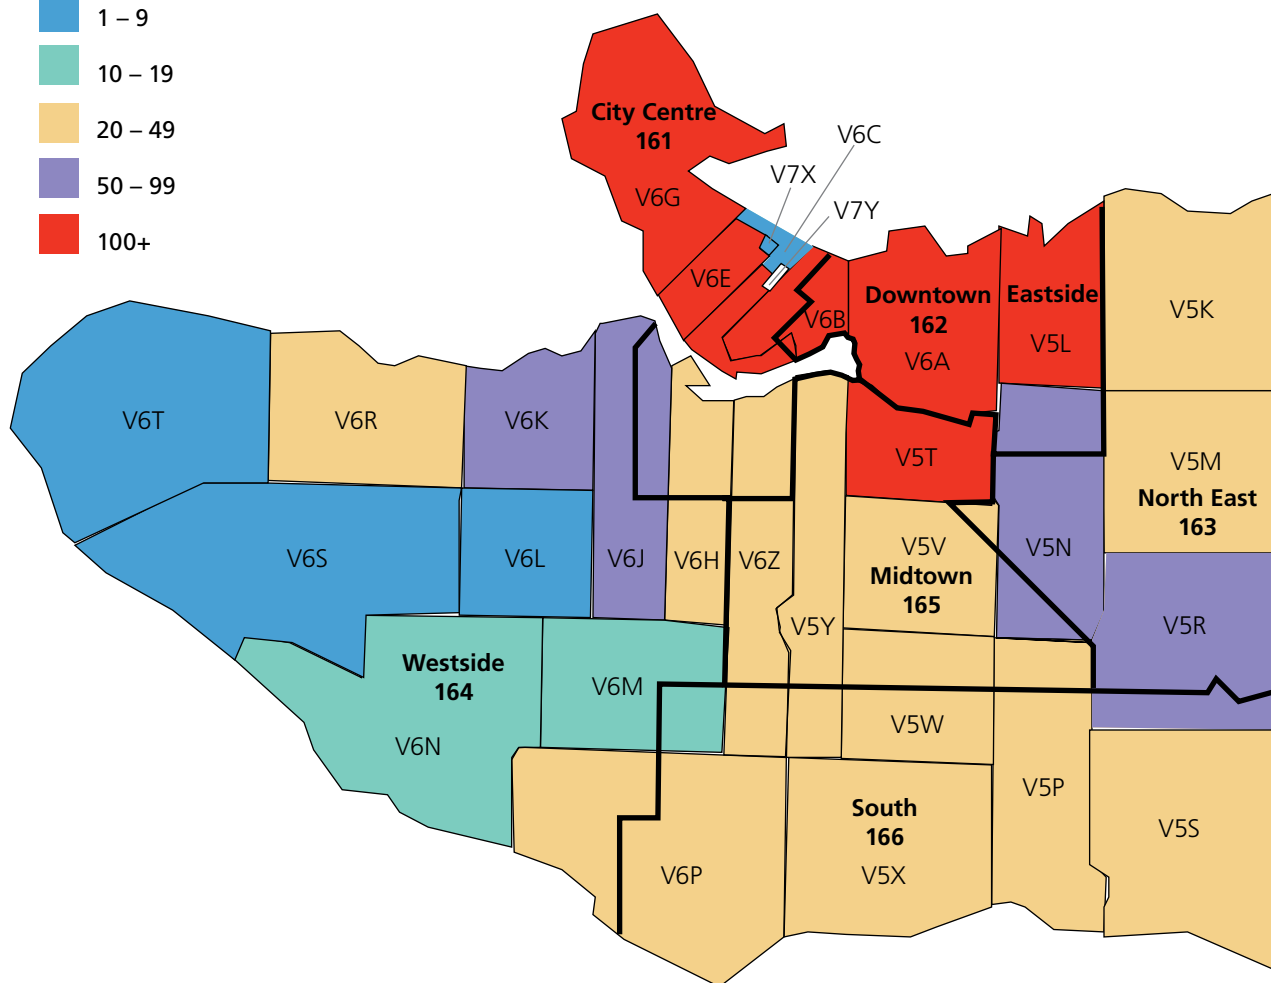 1 – 9
10 – 19
20 – 49
50 – 99
100+
City Centre
161
V6C
V7X
V7Y
V6G
V6E
V6B
Downtown
162
V6A
Eastside
V5L
V5K
V6T
V6R
V6K
V5T
V5M
North East
163
V6S
V6L
V6J
V6H
V6Z
V5V
Midtown
165
V5N
V5Y
V5R
Westside
164
V6M
V6N
V5W
V5P
South
166
V5X
V6P
V5S